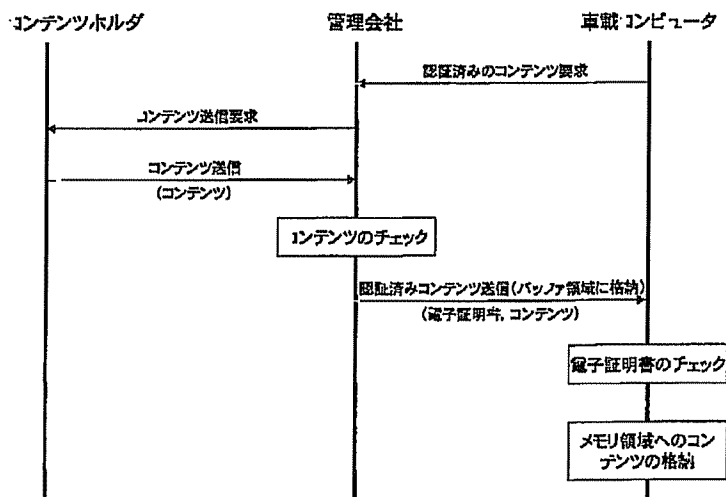 コンテンツホルダ
管理会社
車載コンピュータ
認証済みのコンテンツ要求
コンテンツ送信要求
コンテンツ送信
(コンテンツ)
コンテンツのチェック
認証済みコンテンツ送信(バッファ領域に格納)
(電子証明書, コンテンツ)
電子証明書のチェック
メモリ領域へのコン
テンツの格納